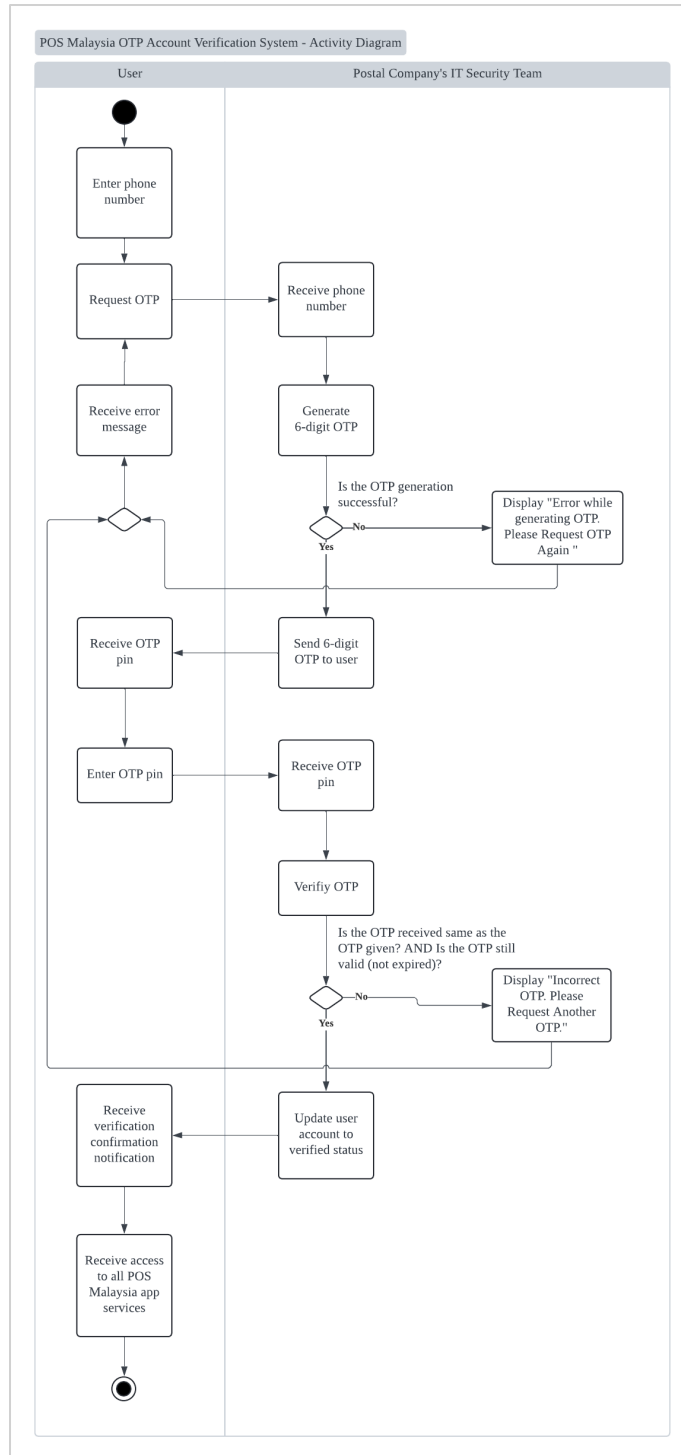 POS Malaysia OTP Account Verification System - Activity Diagram
User
Postal Company's IT Security Team
Enter phone
number
Request OTP
Receive phone
number
Receive error
message
Generate
6-digit OTP
Is the OTP generation
successful?
No
Yes
Display "Error while
generating OTP.
Please Request OTP
Again "
Receive OTP
pin
Send 6-digit
OTP to user
Enter OTP pin
Receive OTP
pin
Verifiy OTP
Is the OTP received same as the
OTP given? AND Is the OTP still
valid (not expired)?
No
Yes
Display "Incorrect
OTP. Please
Request Another
OTP."
Receive
verification
confirmation
notification
Update user
account to
verified status
Receive access
to all POS
Malaysia app
services